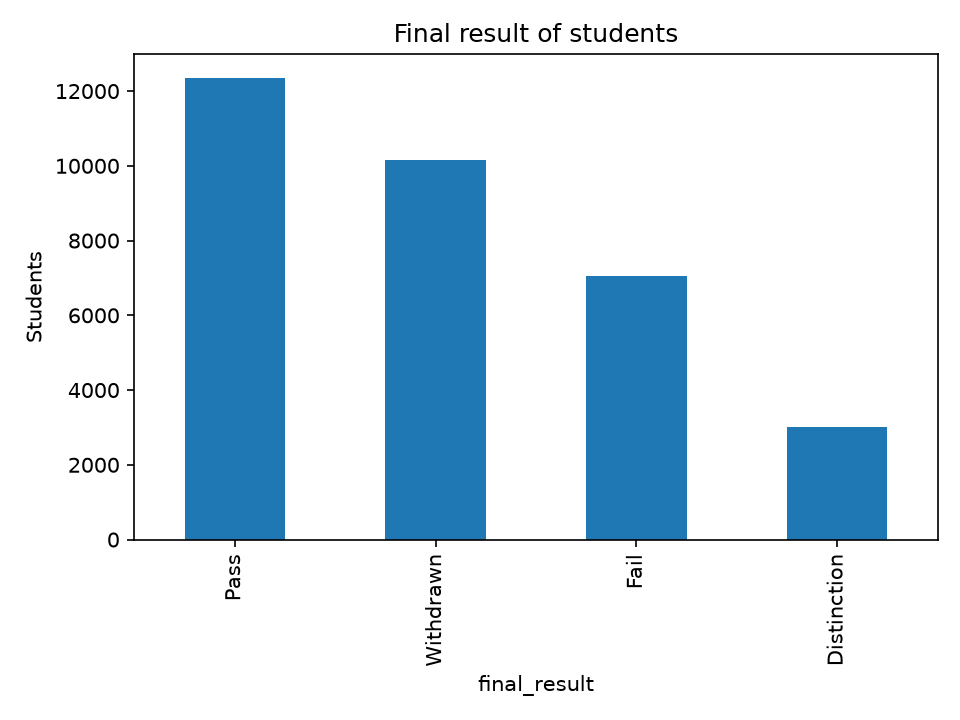 Final result of students
12000
10000
8000
6000
4000
2000
0
Students
Pass
Withdrawn
Fail
Distinction
final_result